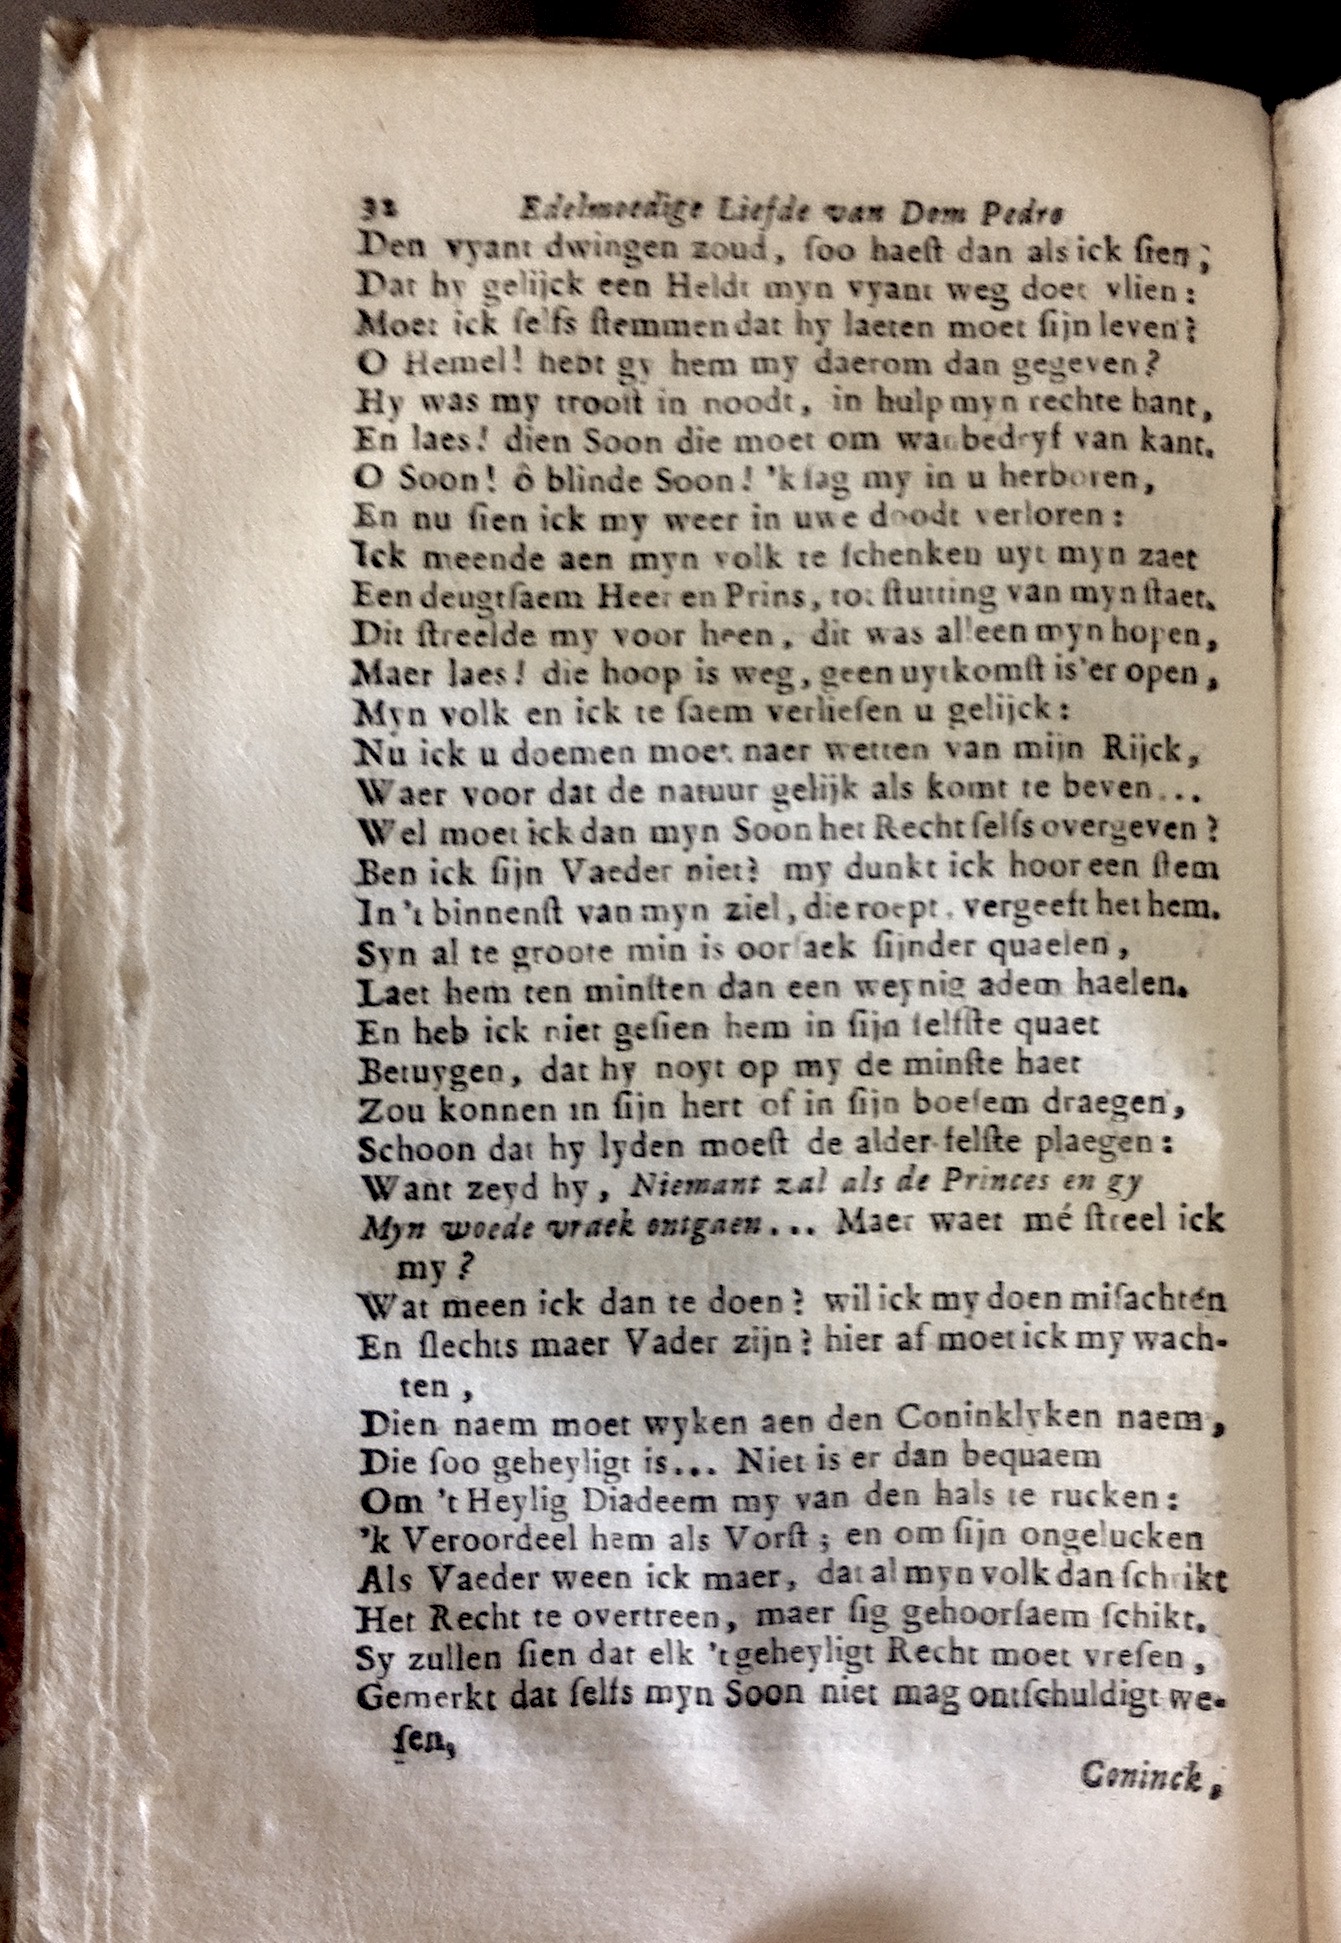 32 Edelmoedige Liefde van Dom Pedro
Den vyant dwingen zoud, ſoo haeſt dan als ick ſien;
Dat hy gelijck een Heldt myn vyant weg doet vlien:
Moet ick ſelfs ſtemmen dat hy laeten moet ſijn leven?
O Hemel! hebt gy hem my daerom dan gegeven?
Hy was my trooſt in noodt, in hulp myn rechte hant,
En laes! dien Soon die moet om wanbedryf van kant.
O Soon! ô blinde Soon! 'k ſag my in u herboren,
En nu ſien ick my weer in uwe doodt verloren:
Ick meende aen myn volk te ſchenken uyt myn zaet
Een deugtſaem Heer en Prins, tot ſtutting van myn ſtaet.
Dit ſtreelde my voor heen, dit was alleen myn hopen,
Maer laes! die hoop is weg, geen uytkomſt is'er open,
Myn volk en ick te ſaem verlieſen u gelijck:
Nu ick u doemen moet naer wetten van mijn Rijck,
Waer voor dat de natuur gelijk als komt te beven...
Wel moet ick dan myn Soon het Recht ſelfs overgeven?
Ben ick ſijn Vaeder niet? my dunkt ick hoor een ſtem
In 't binnenſt van myn ziel, die roept, vergeeft het hem.
Syn al te groote min is oorſaek ſijnder quaelen,
Laet hem ten minſten dan een weynig adem haelen.
En heb ick niet geſien hem in ſijn ſelfſte quaet
Betuygen, dat hy noyt op my de minſte haet
Zou konnen in ſijn hert of in ſijn boeſem draegen,
Schoon dat hy lyden moeſt de alder-felſte plaegen:
Want zeyd hy, Niemant zal als de Princes en gy
Myn woede vraek ontgaen... Maer waer mé ſtreel ick
my?
Wat meen ick dan te doen? wil ick my doen miſachtén
En ſlechts maer Vader zijn? hier af moet ick my wach-
ten,
Dien naem moet wyken aen den Coninklyken naem,
Die ſoo geheyligt is... Niet is er dan bequaem
Om 't Heylig Diadeem my van den hals te rucken:
'k Veroordeel hem als Vorſt; en om ſijn ongelucken
Als Vaeder ween ick maer, dat al myn volk dan ſchrikt
Het Recht te overtreen, maer ſig gehoorſaem ſchikt.
Sy zullen ſien dat elk 't geheyligt Recht moet vreſen,
Gemerkt dat ſelfs myn Soon niet mag ontſchuldigt we-
ſen,
Coninck,